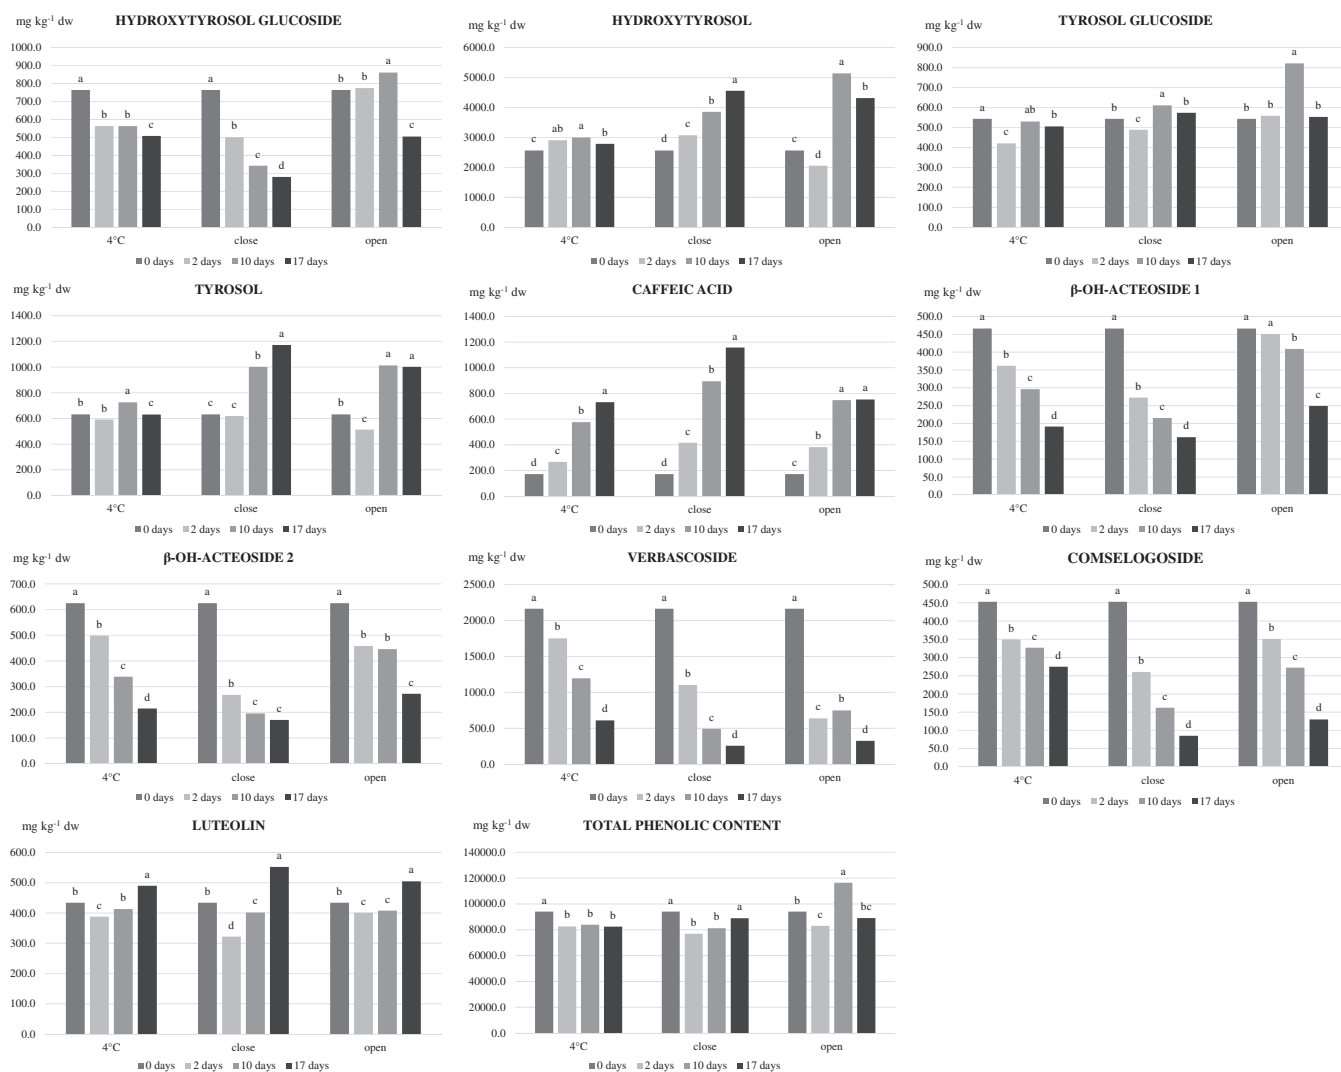 mg kg-1 dw HYDROXYTYROSOL GLUCOSIDE
1000.0
900.0
800.0
700.0
600.0
500.0
400.0
300.0
200.0
100.0
0.0
a b b c a b c d b b a c
4°C close open
0 days 2 days 10 days 17 days
mg kg-1 dw HYDROXYTYROSOL
6000.0
5000.0
4000.0
3000.0
2000.0
1000.0
0.0
c ab a b d c b a c d a b
4°C close open
0 days 2 days 10 days 17 days
mg kg-1 dw TYROSOL GLUCOSIDE
900.0
800.0
700.0
600.0
500.0
400.0
300.0
200.0
100.0
0.0
a c ab b b c a b b b a b
4°C close open
0 days 2 days 10 days 17 days
mg kg-1 dw TYROSOL
1400.0
1200.0
1000.0
800.0
600.0
400.0
200.0
0.0
b b a b c c b a b c a a
4°C close open
0 days 2 days 10 days 17 days
mg kg-1 dw CAFFEIC ACID
1400.0
1200.0
1000.0
800.0
600.0
400.0
200.0
0.0
d c b a d c b a c b a a
4°C close open
0 days 2 days 10 days 17 days
mg kg-1 dw β-OH-ACTEOSIDE 1
500.0
450.0
400.0
350.0
300.0
250.0
200.0
150.0
100.0
50.0
0.0
a b c d a b c d a a b c
4°C close open
0 days 2 days 10 days 17 days
mg kg-1 dw β-OH-ACTEOSIDE 2
700.0
600.0
500.0
400.0
300.0
200.0
100.0
0.0
a b c d a b c c a b b c
4°C close open
0 days 2 days 10 days 17 days
mg kg-1 dw VERBASCOSIDE
2500.0
2000.0
1500.0
1000.0
500.0
0.0
a b c d a b c d a c b d
4°C close open
0 days 2 days 10 days 17 days
mg kg-1 dw COMSELOGOSIDE
500.0
450.0
400.0
350.0
300.0
250.0
200.0
150.0
100.0
50.0
0.0
a b c d a b c d a b c d
4°C close open
0 days 2 days 10 days 17 days
mg kg-1 dw LUTEOLIN
600.0
500.0
400.0
300.0
200.0
100.0
0.0
b c b a b d c a b c c a
4°C close open
0 days 2 days 10 days 17 days
mg kg-1 dw TOTAL PHENOLIC CONTENT
140000.0
120000.0
100000.0
80000.0
60000.0
40000.0
20000.0
0.0
a b b b a b b a b c a bc
4°C close open
0 days 2 days 10 days 17 days